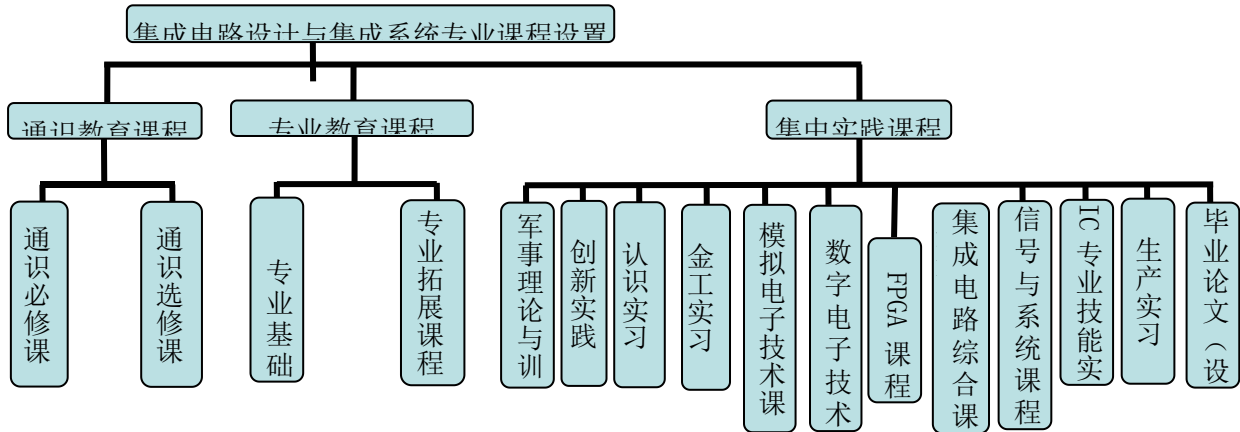 集成电路设计与集成系统专业课程设置
通识教育课程
专业教育课程
集中实践课程
通识必修课
通识选修课
专业基础
专业拓展课程
军事理论与训
创新实践
认识实习
金工实习
模拟电子技术课
数字电子技术
FPGA 课程
集成电路综合课
信号与系统课程
IC 专业技能实
生产实习
毕业论文（设